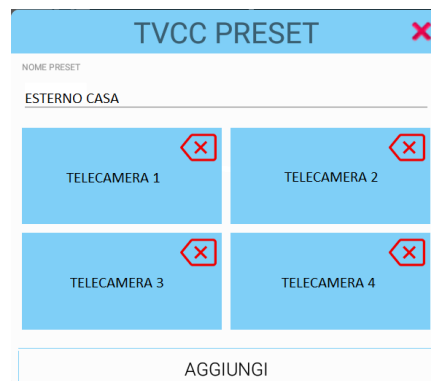 TVCC PRESET
NOME PRESET
ESTERNO CASA
TELECAMERA 1
TELECAMERA 2
TELECAMERA 3
TELECAMERA 4
AGGIUNGI